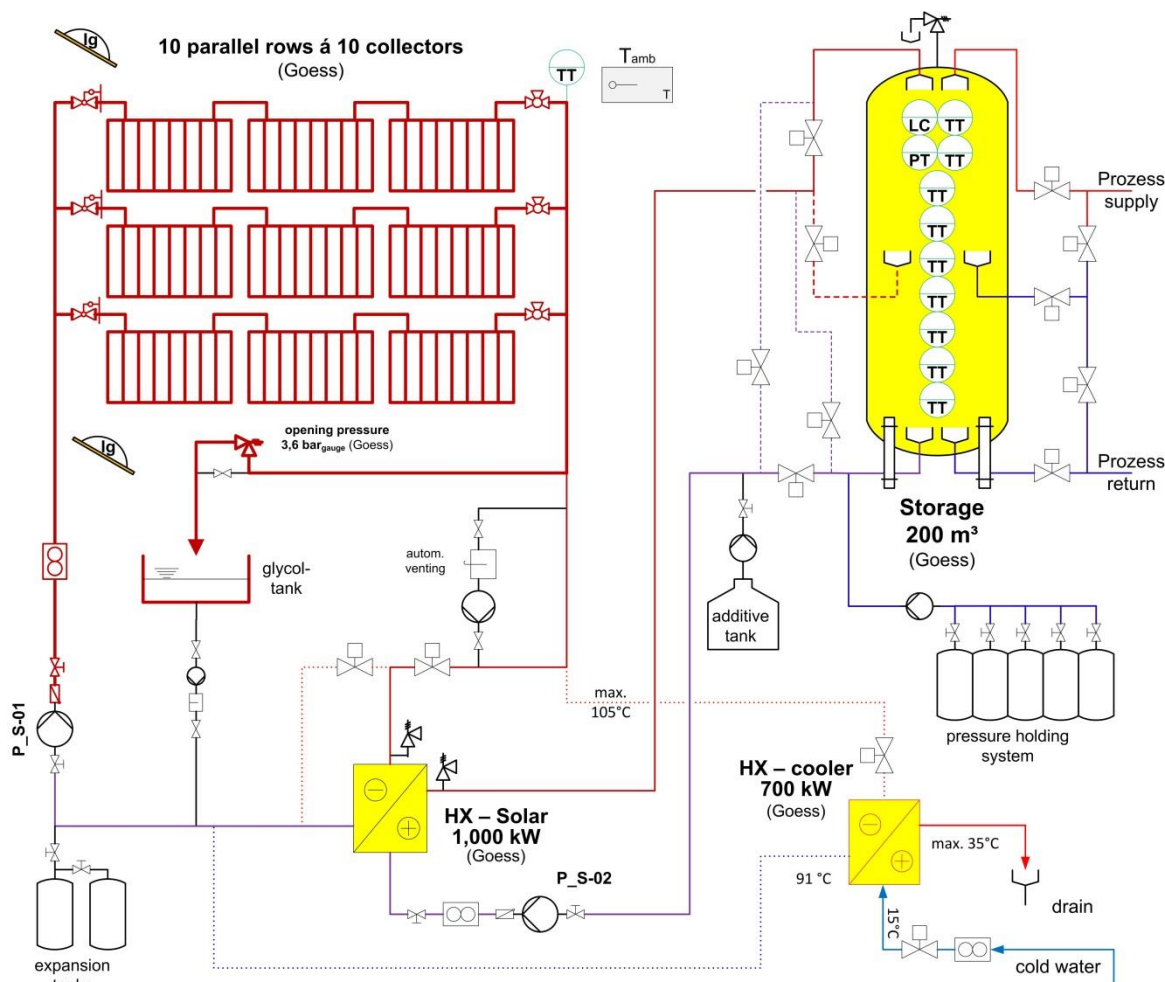 Ig
10 parallel rows á 10 collectors
(Goess)
TT
Tamb
T
LC
TT
PT
TT
TT
TT
TT
TT
TT
TT
TT
Prozess
supply
Ig
opening pressure
3,6 bargauge (Goess)
Prozess
return
Storage
200 m³
(Goess)
glycol-
tank
autom.
venting
additive
tank
P_S-01
max.
105°C
pressure holding
system
HX – Solar
1,000 kW
(Goess)
HX – cooler
700 kW
(Goess)
max. 35°C
91 °C
P_S-02
15°C
drain
cold water
expansion